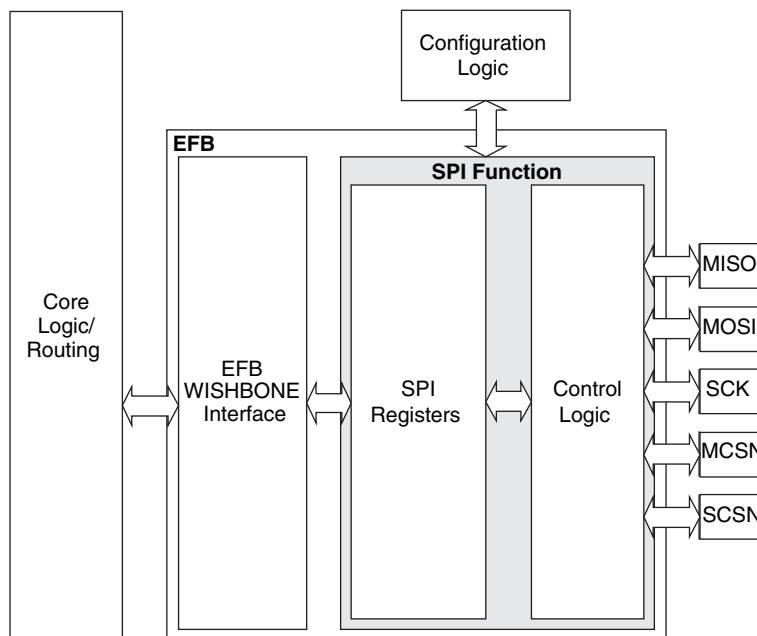 Configuration
Logic
EFB
SPI Function
Core
Logic/
Routing
EFB
WISHBONE
Interface
SPI
Registers
Control
Logic
MISO
MOSI
SCK
MCSN
SCSN